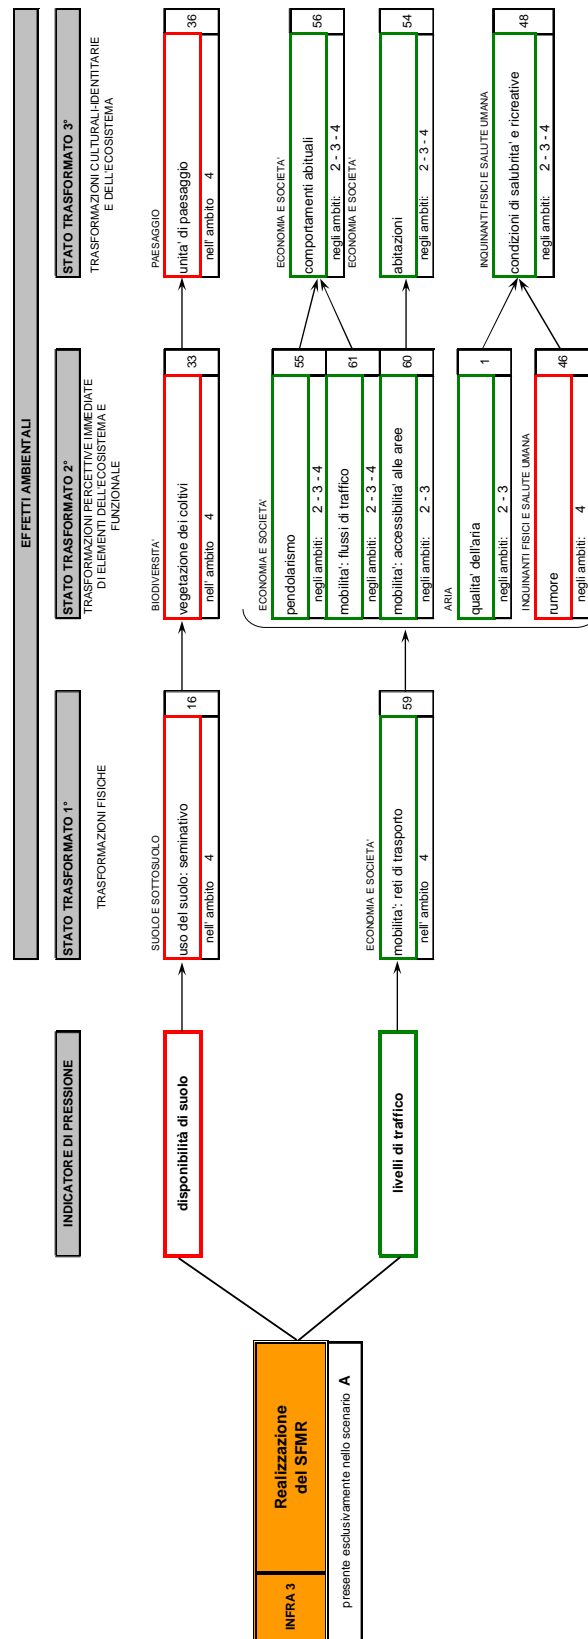 EFFETTI AMBIENTALI
INDICATORE DI PRESSIONE
STATO TRASFORMATO 1°
STATO TRASFORMATO 2°
STATO TRASFORMATO 3°
TRASFORMAZIONI FISICHE
TRASFORMAZIONI PERCETTIVE IMMEDIATE
DI ELEMENTI DELL'ECOSISTEMA E
FUNZIONALE
TRASFORMAZIONI CULTURALI-IDENTITARIE
E DELL'ECOSISTEMA
INFRA 3
Realizzazione
del SFMR
presente esclusivamente nello scenario A
disponibilità di suolo
SUOLO E SOTTOSUOLO
uso del suolo: seminativo
16
nell' ambito 4
BIODIVERSITA'
vegetazione dei coltivi
33
nell' ambito 4
PAESAGGIO
unita' di paesaggio
36
nell' ambito 4
livelli di traffico
ECONOMIA E SOCIETA'
mobilita': reti di trasporto
59
nell' ambito 4
ECONOMIA E SOCIETA'
pendolarismo
55
negli ambiti: 2 - 3 - 4
mobilita': flussi di traffico
61
negli ambiti: 2 - 3 - 4
mobilita': accessibilita' alle aree
60
negli ambiti: 2 - 3
ARIA
qualita' dell'aria
1
negli ambiti: 2 - 3
INQUINANTI FISICI E SALUTE UMANA
rumore
46
negli ambiti: 4
ECONOMIA E SOCIETA'
comportamenti abituali
56
negli ambiti: 2 - 3 - 4
ECONOMIA E SOCIETA'
abitazioni
54
negli ambiti: 2 - 3 - 4
INQUINANTI FISICI E SALUTE UMANA
condizioni di salubrita' e ricreative
48
negli ambiti: 2 - 3 - 4